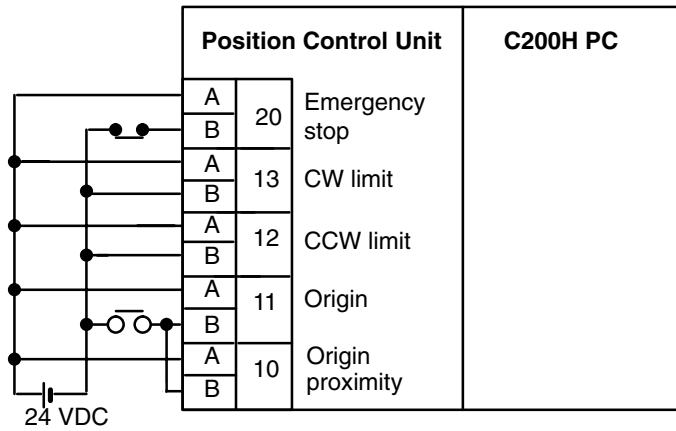 Position Control Unit
C200H PC
A
20
Emergency
stop
B
A
13
CW limit
B
A
12
CCW limit
B
A
11
Origin
B
A
10
Origin
proximity
B
24 VDC